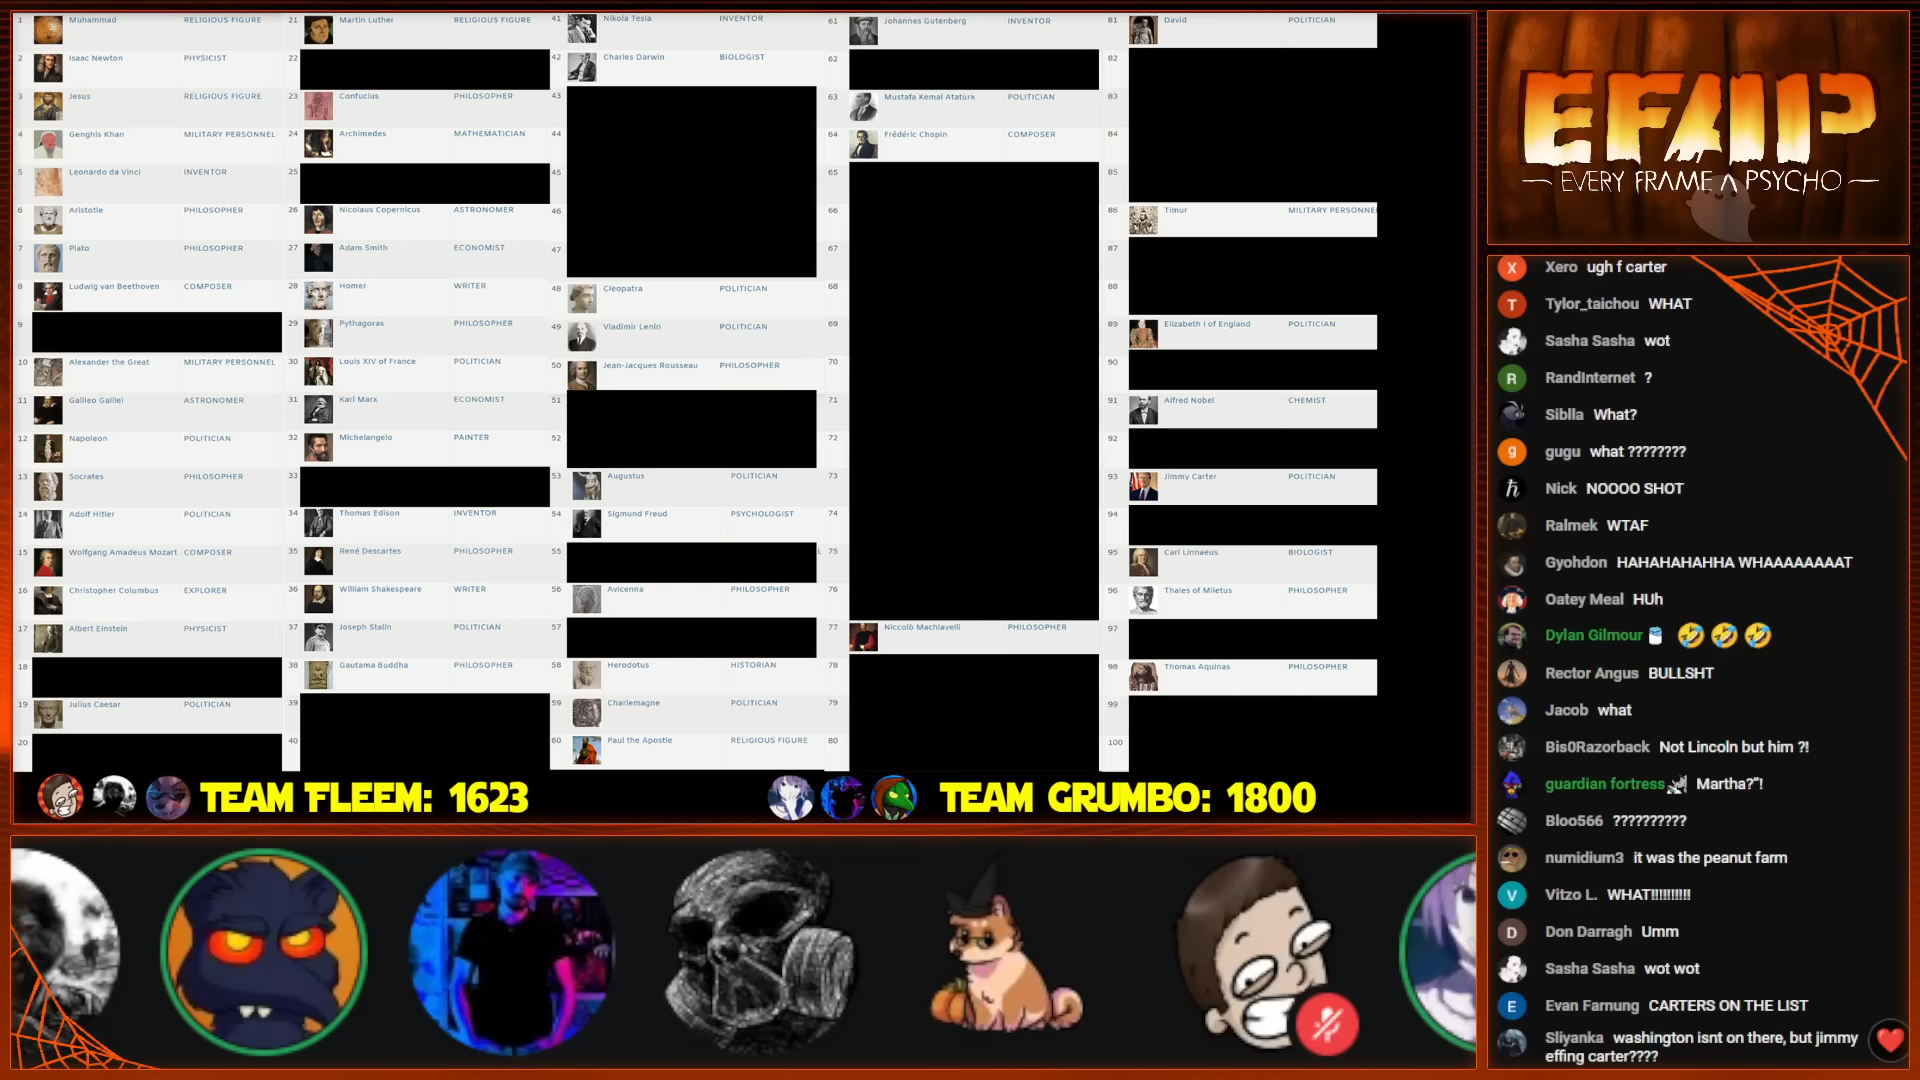 1 Muhammad RELIGIOUS FIGURE
2 Isaac Newton PHYSICIST
3 Jesus RELIGIOUS FIGURE
4 Genghis Khan MILITARY PERSONNEL
5 Leonardo da Vinci INVENTOR
6 Aristotle PHILOSOPHER
7 Plato PHILOSOPHER
8 Ludwig van Beethoven COMPOSER
9
10 Alexander the Great MILITARY PERSONNEL
11 Galileo Galilei ASTRONOMER
12 Napoleon POLITICIAN
13 Socrates PHILOSOPHER
14 Adolf Hitler POLITICIAN
15 Wolfgang Amadeus Mozart COMPOSER
16 Christopher Columbus EXPLORER
17 Albert Einstein PHYSICIST
18
19 Julius Caesar POLITICIAN
20
21 Martin Luther RELIGIOUS FIGURE
22
23 Confucius PHILOSOPHER
24 Archimedes MATHEMATICIAN
25
26 Nicolaus Copernicus ASTRONOMER
27 Adam Smith ECONOMIST
28 Homer WRITER
29 Pythagoras PHILOSOPHER
30 Louis XIV of France POLITICIAN
31 Karl Marx ECONOMIST
32 Michelangelo PAINTER
33
34 Thomas Edison INVENTOR
35 René Descartes PHILOSOPHER
36 William Shakespeare WRITER
37 Joseph Stalin POLITICIAN
38 Gautama Buddha PHILOSOPHER
39
40
41 Nikola Tesla INVENTOR
42 Charles Darwin BIOLOGIST
43
44
45
46
47
48 Cleopatra POLITICIAN
49 Vladimir Lenin POLITICIAN
50 Jean-Jacques Rousseau PHILOSOPHER
51
52
53 Augustus POLITICIAN
54 Sigmund Freud PSYCHOLOGIST
55
56 Avicenna PHILOSOPHER
57
58 Herodotus HISTORIAN
59 Charlemagne POLITICIAN
60 Paul the Apostle RELIGIOUS FIGURE
61 Johannes Gutenberg INVENTOR
62
63 Mustafa Kemal Atatürk POLITICIAN
64 Frédéric Chopin COMPOSER
65
66
67
68
69
70
71
72
73
74
75
76
77 Niccolò Machiavelli PHILOSOPHER
78
79
80
81 David POLITICIAN
82
83
84
85
86 Timur MILITARY PERSONNE
87
88
89 Elizabeth I of England POLITICIAN
90
91 Alfred Nobel CHEMIST
92
93 Jimmy Carter POLITICIAN
94
95 Carl Linnaeus BIOLOGIST
96 Thales of Miletus PHILOSOPHER
97
98 Thomas Aquinas PHILOSOPHER
99
100
TEAM FLEEM: 1623
TEAM GRUMBO: 1800
EFAP
EVERY FRAME A PSYCHO
X Xero ugh f carter
T Tylor_taichou WHAT
Sasha Sasha wot
R RandInternet ?
Siblla What?
g gugu what ????????
ħ Nick NOOOO SHOT
Ralmek WTAF
Gyohdon HAHAHAHAHHA WHAAAAAAAT
Oatey Meal HUh
Dylan Gilmour 🤣🤣🤣
Rector Angus BULLSHT
Jacob what
Bis0Razorback Not Lincoln but him ?!
guardian fortress Martha?"!
Bloo566 ??????????
numidium3 it was the peanut farm
V Vitzo L. WHAT!!!!!!!!!!
D Don Darragh Umm
Sasha Sasha wot wot
E Evan Farnung CARTERS ON THE LIST
Sliyanka washington isnt on there, but jimmy
effing carter????